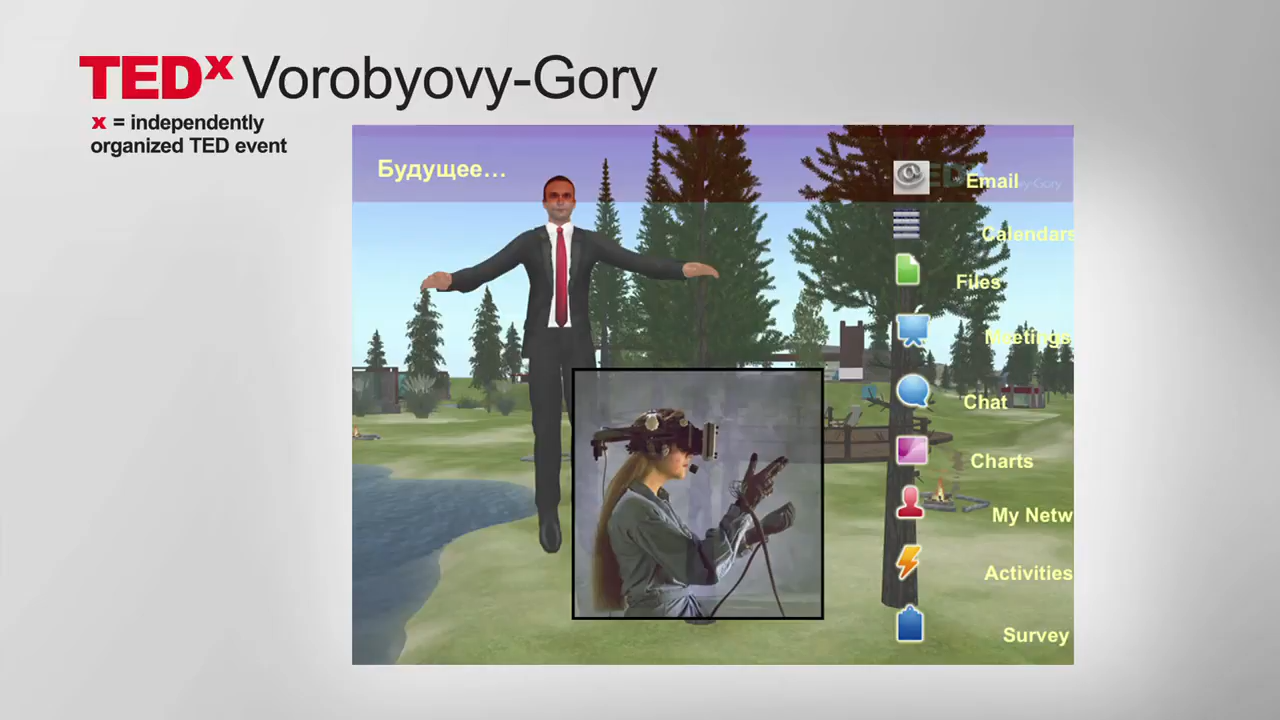 TEDx Vorobyovy-Gory
x = independently
organized TED event
Будущее…
Email
Calendars
Files
Meetings
Chat
Charts
My Netw
Activities
Survey